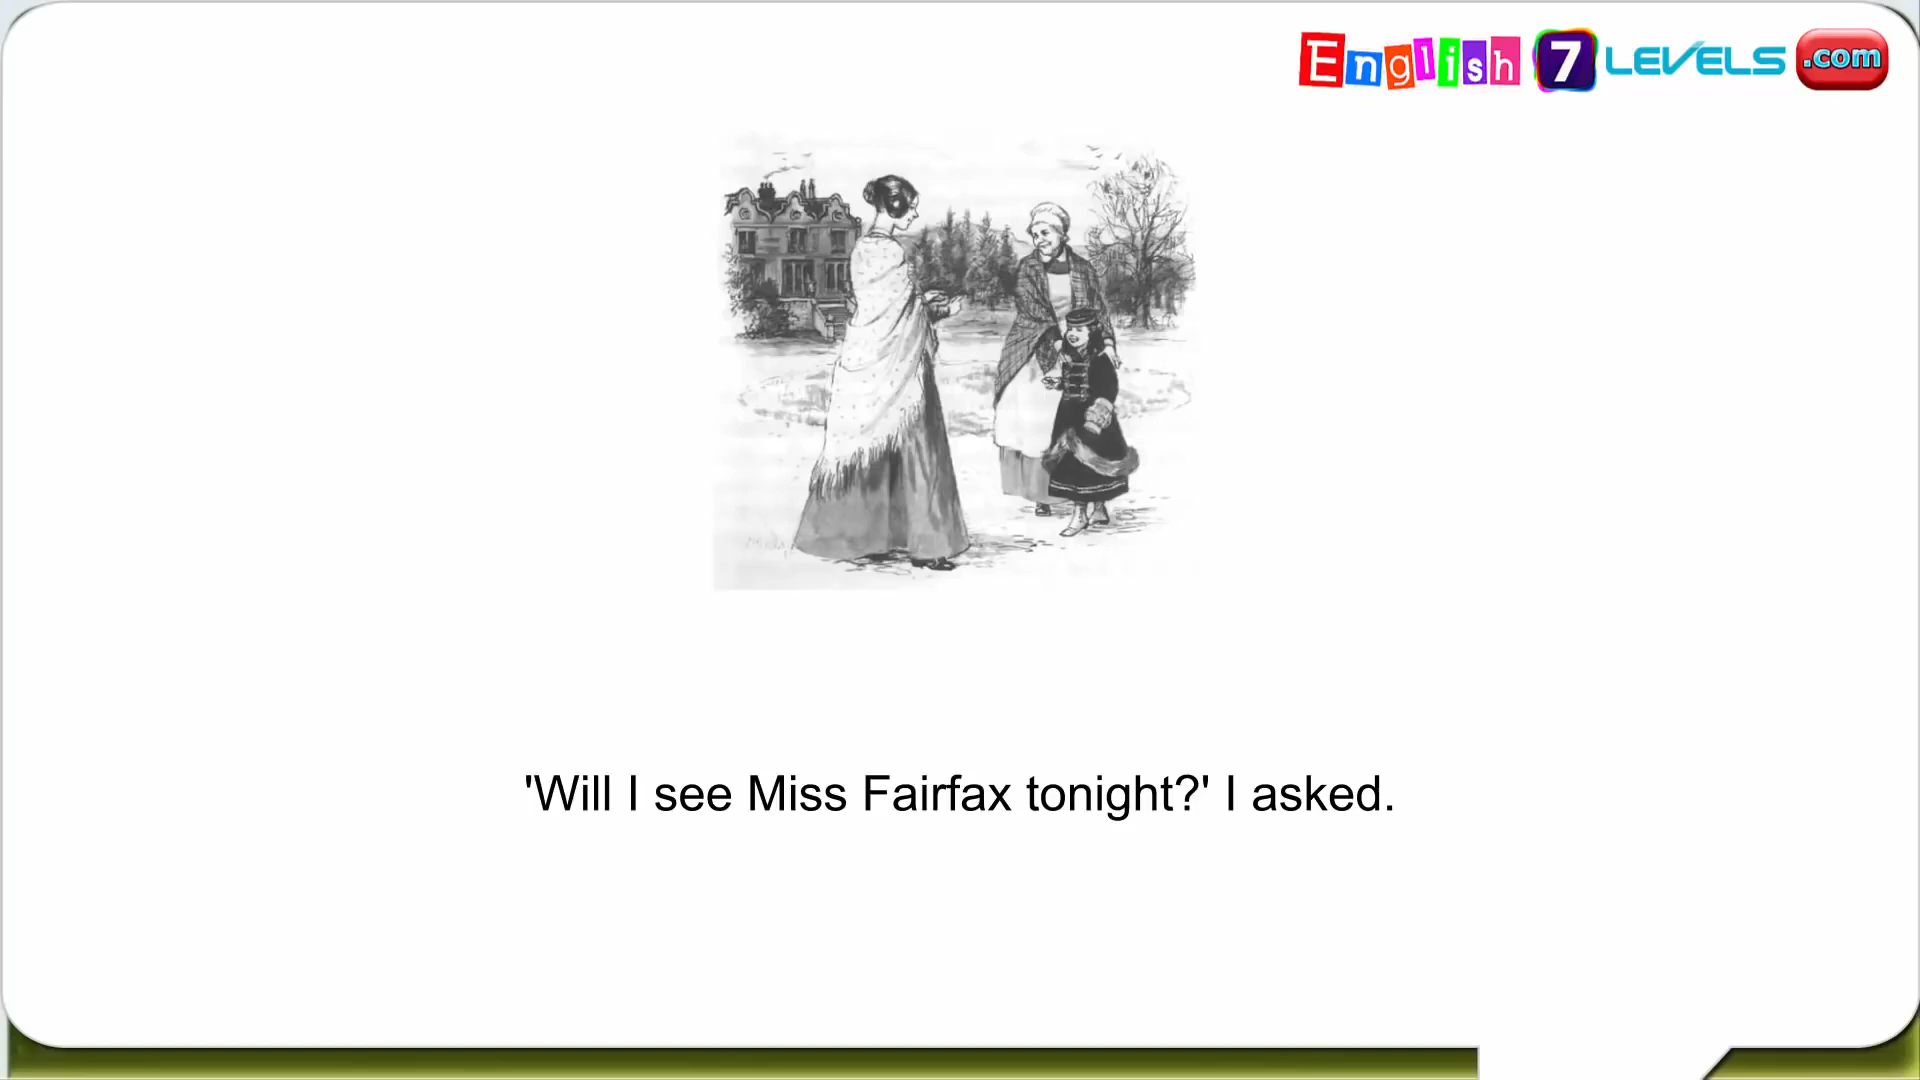 English 7 LEVELS .com
'Will I see Miss Fairfax tonight?' I asked.